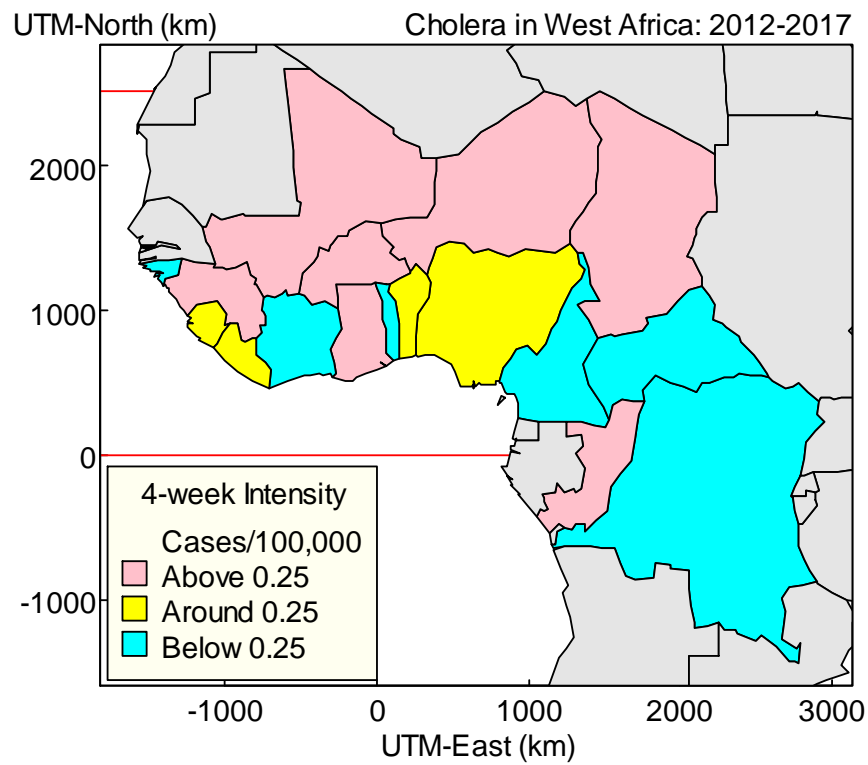 UTM-North (km)
Cholera in West Africa: 2012-2017
2000
1000
0
-1000
4-week Intensity
Cases/100,000
Above 0.25
Around 0.25
Below 0.25
-1000
0
1000
2000
3000
UTM-East (km)